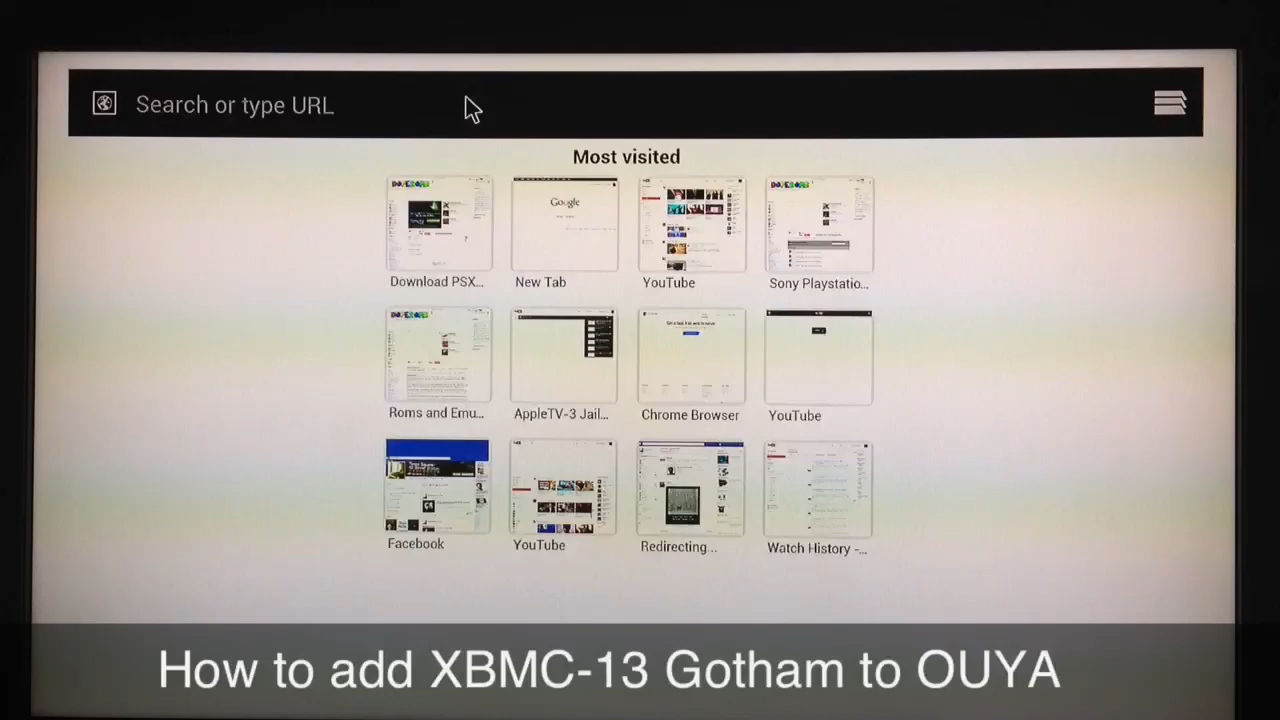 Search or type URL
Most visited
Download PSX...
New Tab
YouTube
Sony Playstatio...
Google
Roms and Emu...
AppleTV-3 Jail...
Chrome Browser
YouTube
Facebook
YouTube
Redirecting...
Watch History -...
How to add XBMC-13 Gotham to OUYA